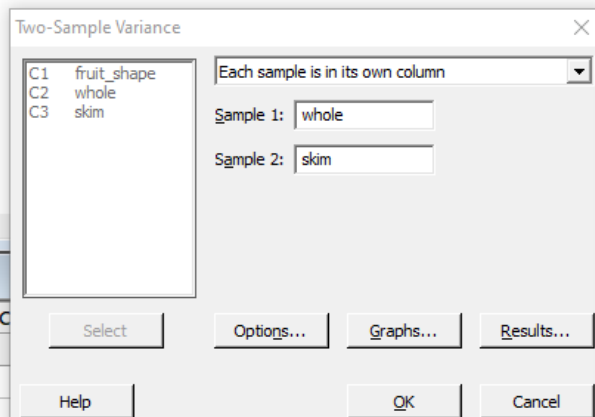 Two-Sample Variance
C1 fruit_shape
C2 whole
C3 skim
Each sample is in its own column
Sample 1: whole
Sample 2: skim
Select
Options...
Graphs...
Results...
C
Help
OK
Cancel